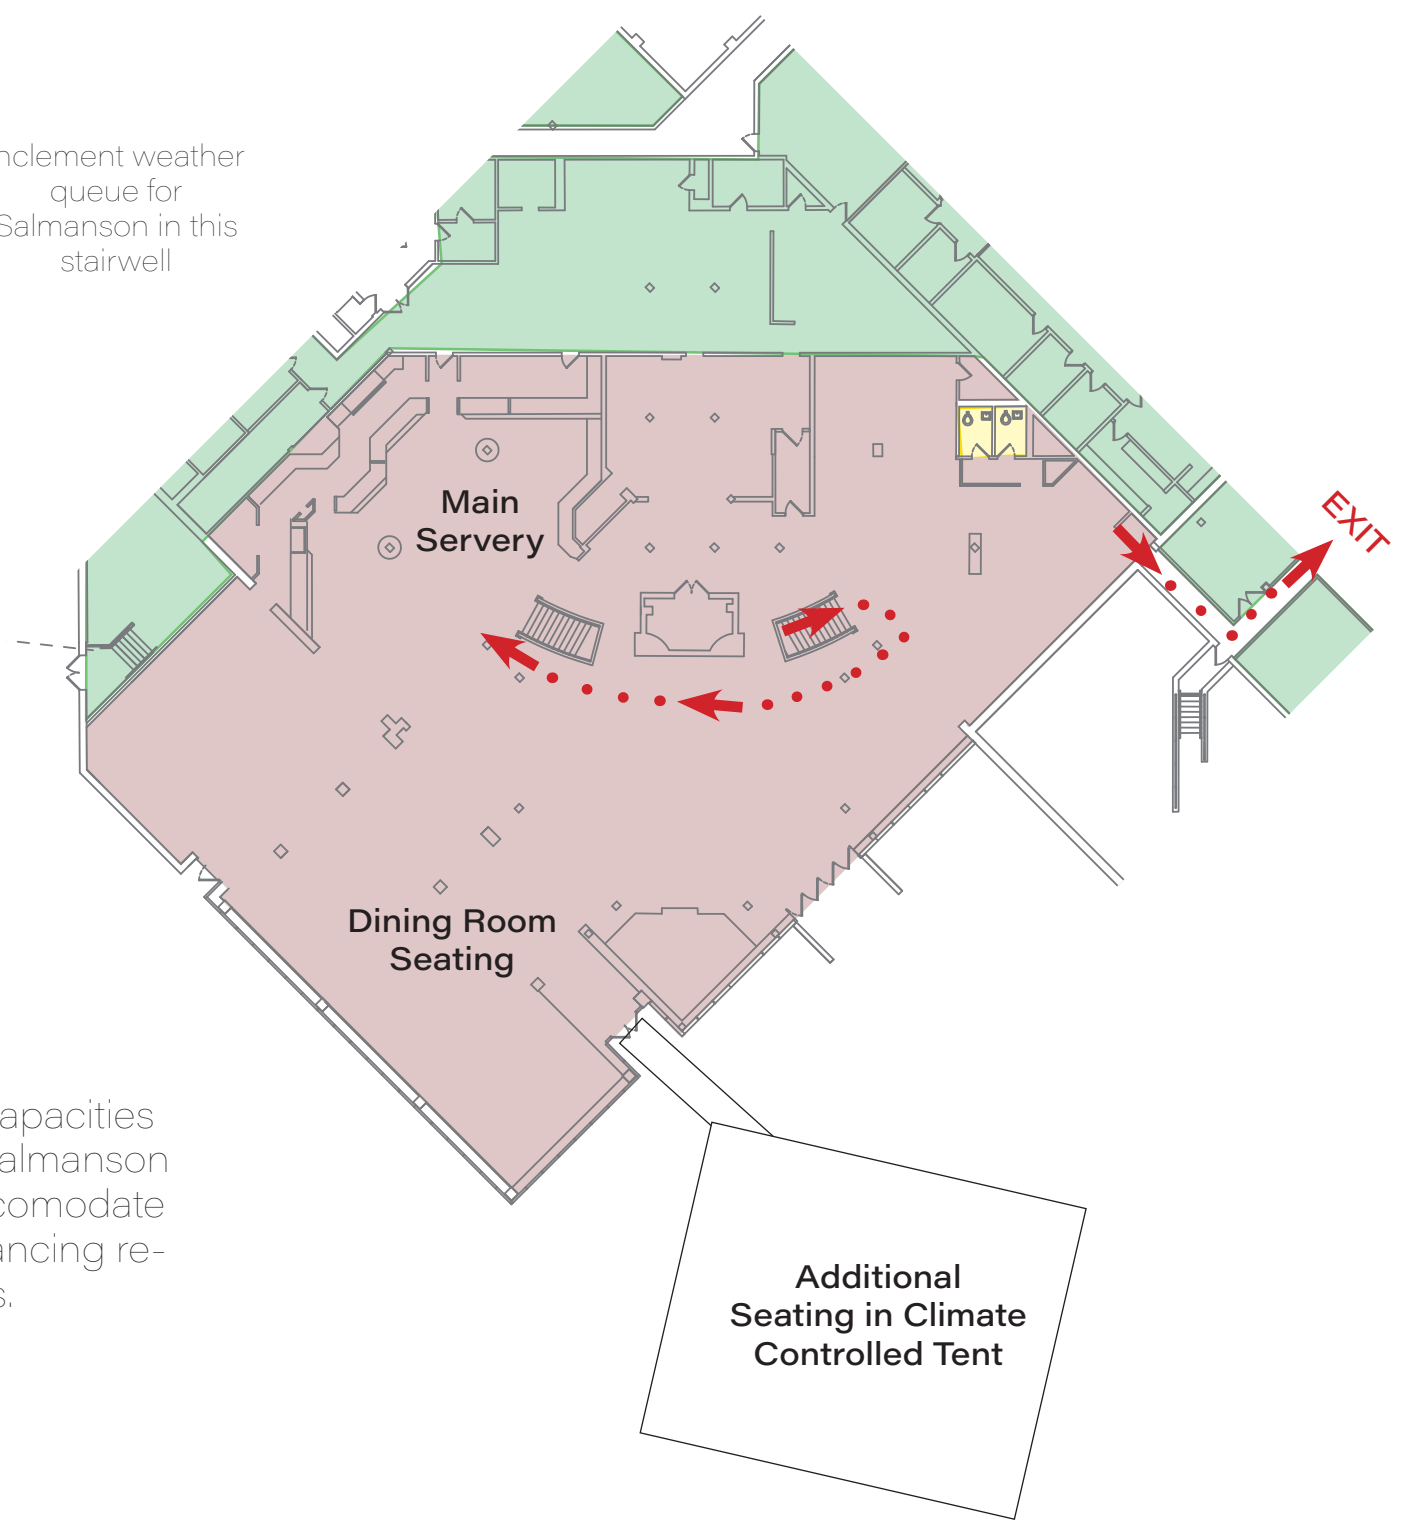 nclement weather
queue for
Salmanson in this
stairwell
EXIT
Main
Servery
Dining Room
Seating
apacities
almanson
comodate
ancing re-
s.
Additional
Seating in Climate
Controlled Tent